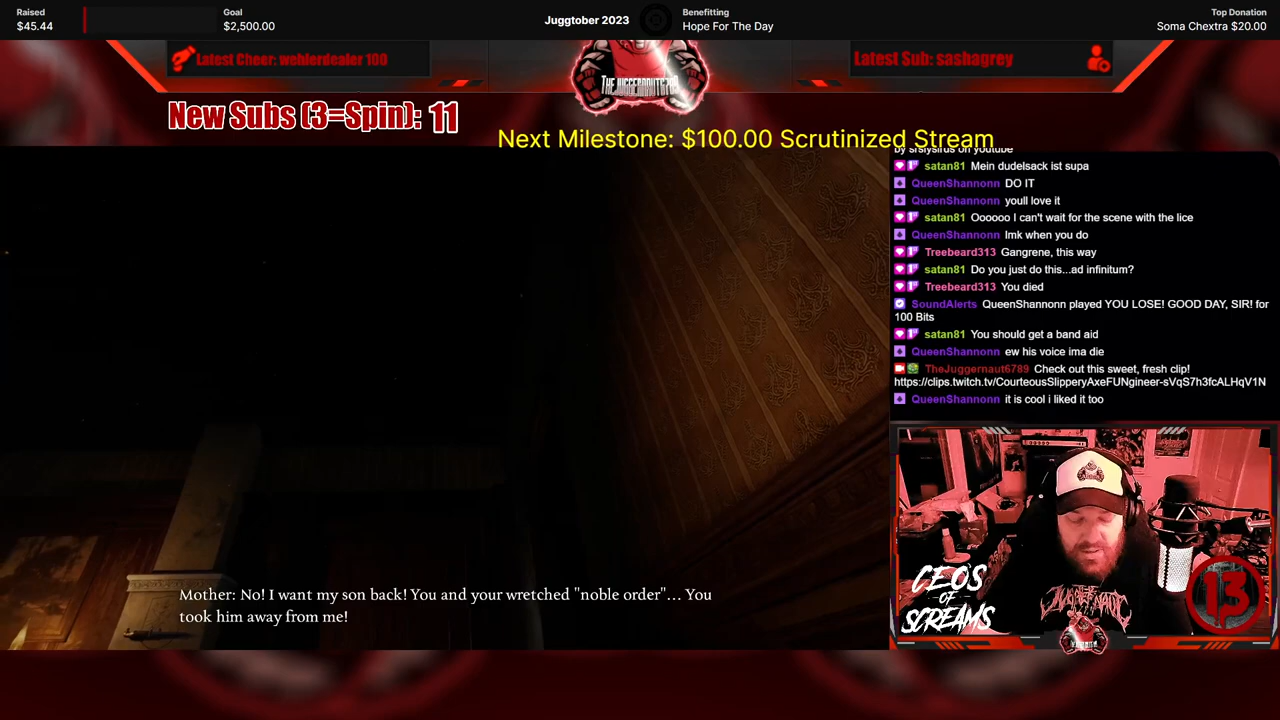 Raised
$45.44
Goal
$2,500.00
Juggtober 2023
Benefitting
Hope For The Day
Top Donation
Soma Chextra $20.00
Latest Cheer: wehlerdealer 100
THEJUGGERNAUT6789
Latest Sub: sashagrey
New Subs (3=Spin): 11
Next Milestone: $100.00 Scrutinized Stream
by srslysirus on youtube
satan81 Mein dudelsack ist supa
QueenShannonn DO IT
QueenShannonn youll love it
satan81 Oooooo I can't wait for the scene with the lice
QueenShannonn lmk when you do
Treebeard313 Gangrene, this way
satan81 Do you just do this...ad infinitum?
Treebeard313 You died
SoundAlerts QueenShannonn played YOU LOSE! GOOD DAY, SIR! for
100 Bits
satan81 You should get a band aid
QueenShannonn ew his voice ima die
TheJuggernaut6789 Check out this sweet, fresh clip!
https://clips.twitch.tv/CourteousSlipperyAxeFUNgineer-sVqS7h3fcALHqV1N
QueenShannonn it is cool i liked it too
CEOS
OF
SCREAMS
13
Mother: No! I want my son back! You and your wretched "noble order"... You
took him away from me!